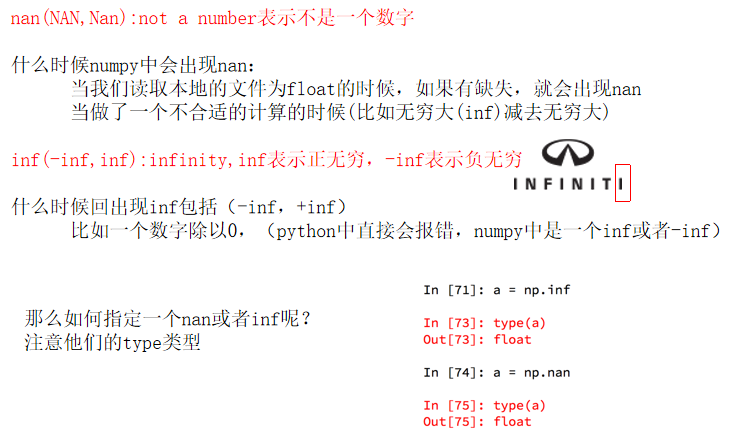 nan(NAN,Nan):not a number表示不是一个数字
什么时候numpy中会出现nan:
当我们读取本地的文件为float的时候，如果有缺失，就会出现nan
当做了一个不合适的计算的时候(比如无穷大(inf)减去无穷大)
inf(-inf,inf):infinity,inf表示正无穷，-inf表示负无穷
INFINITI
什么时候回出现inf包括（-inf，+inf）
比如一个数字除以0，（python中直接会报错，numpy中是一个inf或者-inf）
那么如何指定一个nan或者inf呢？
注意他们的type类型
In [71]: a = np.inf
In [73]: type(a)
Out[73]: float
In [74]: a = np.nan
In [75]: type(a)
Out[75]: float